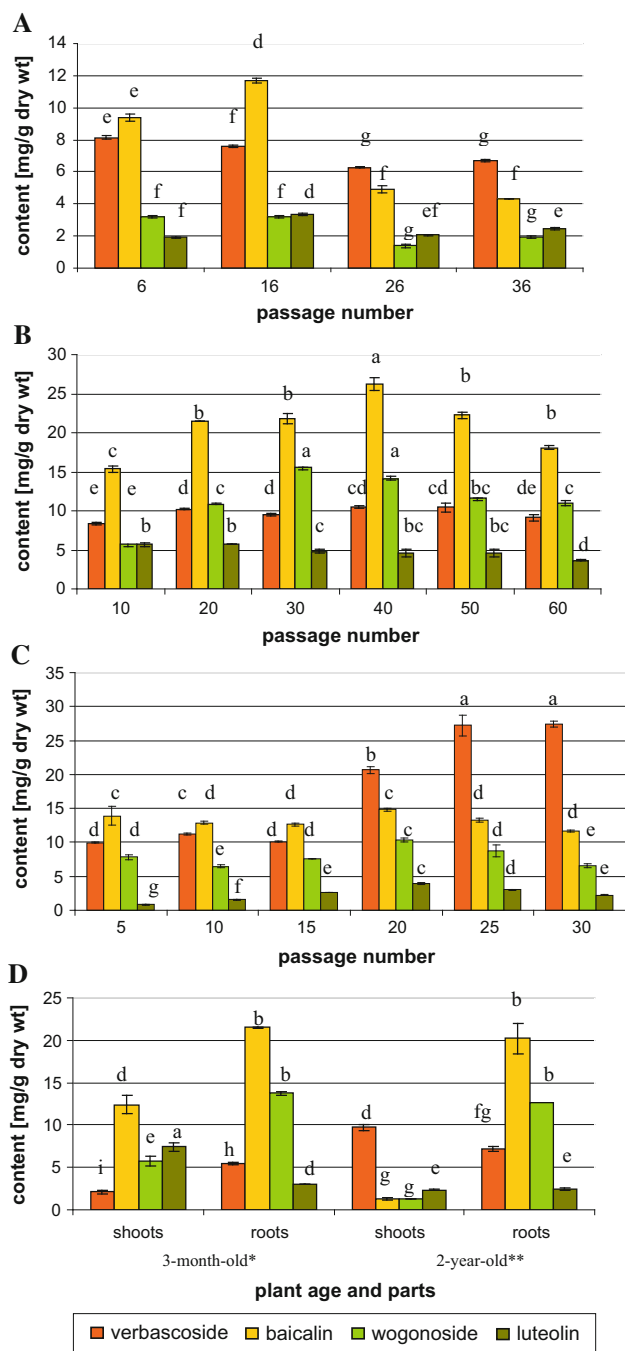 A
content [mg/g dry wt]
14
12
10
8
6
4
2
0
e e f f
f d f d
g f g ef
g f g e
6 16 26 36
passage number
B
content [mg/g dry wt]
30
25
20
15
10
5
0
e c e b
d b c b
d b a c
cd a a bc
cd b bc bc
de b c d
10 20 30 40 50 60
passage number
C
content [mg/g dry wt]
35
30
25
20
15
10
5
0
d c d g
c d e f
d d d e
b c c c
a d d d
a d e e
5 10 15 20 25 30
passage number
D
content [mg/g dry wt]
25
20
15
10
5
0
i d e a
h b b d
d g g e
fg b b e
shoots roots shoots roots
3-month-old* 2-year-old**
plant age and parts
verbascoside baicalin wogonoside luteolin